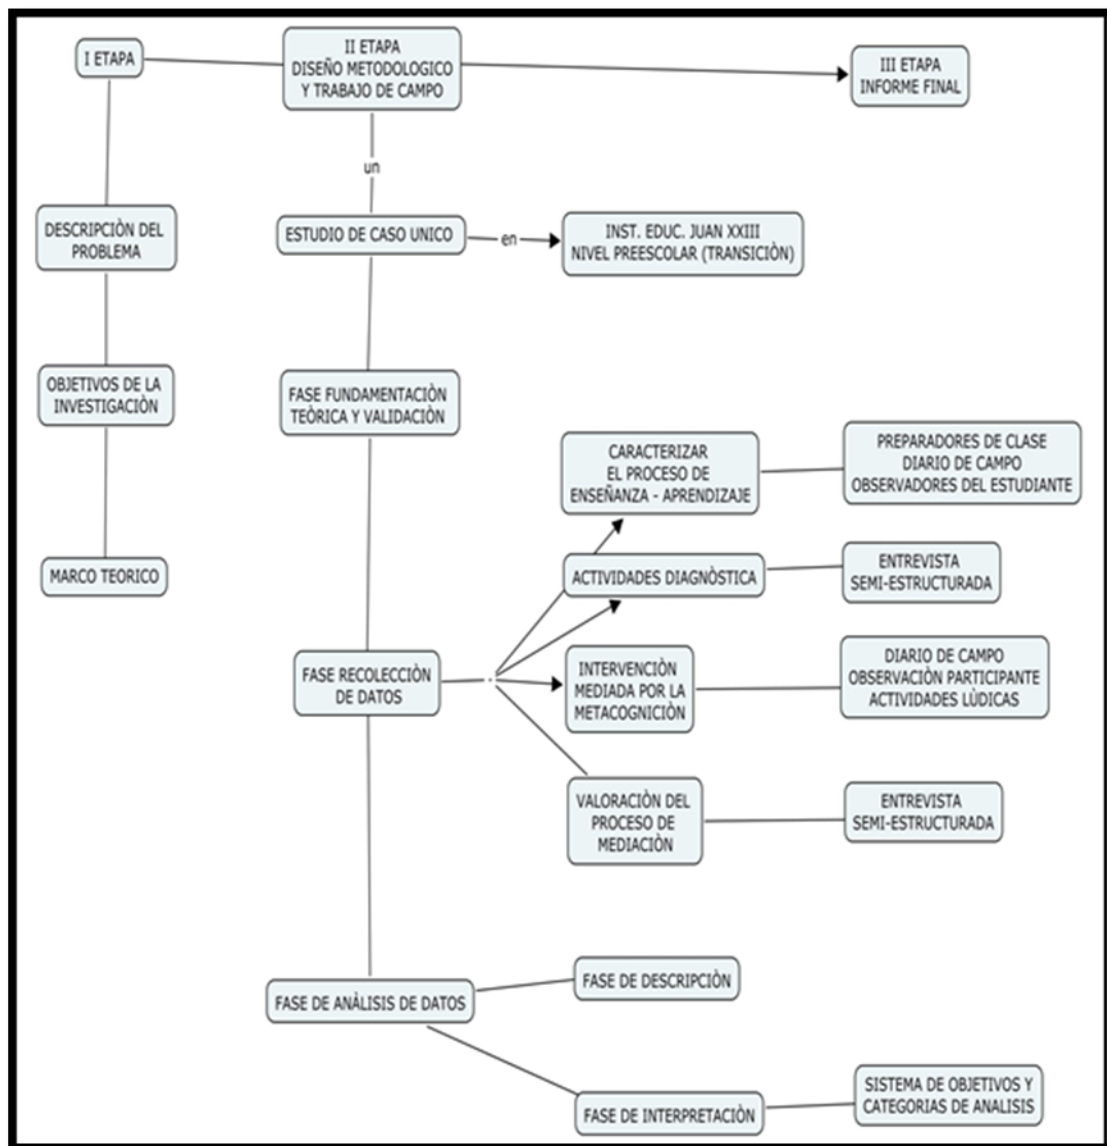 I ETAPA
II ETAPA
DISEÑO METODOLOGICO
Y TRABAJO DE CAMPO
III ETAPA
INFORME FINAL
un
DESCRIPCIÒN DEL
PROBLEMA
ESTUDIO DE CASO UNICO
en
INST. EDUC. JUAN XXIII
NIVEL PREESCOLAR (TRANSICIÒN)
OBJETIVOS DE LA
INVESTIGACIÒN
FASE FUNDAMENTACIÒN
TEÒRICA Y VALIDACIÒN
CARACTERIZAR
EL PROCESO DE
ENSEÑANZA - APRENDIZAJE
PREPARADORES DE CLASE
DIARIO DE CAMPO
OBSERVADORES DEL ESTUDIANTE
MARCO TEORICO
ACTIVIDADES DIAGNÒSTICA
ENTREVISTA
SEMI-ESTRUCTURADA
FASE RECOLECCIÒN
DE DATOS
INTERVENCIÒN
MEDIADA POR LA
METACOGNICIÒN
DIARIO DE CAMPO
OBSERVACIÒN PARTICIPANTE
ACTIVIDADES LÙDICAS
VALORACIÒN DEL
PROCESO DE
MEDIACIÒN
ENTREVISTA
SEMI-ESTRUCTURADA
FASE DE ANÀLISIS DE DATOS
FASE DE DESCRIPCIÒN
FASE DE INTERPRETACIÒN
SISTEMA DE OBJETIVOS Y
CATEGORIAS DE ANALISIS